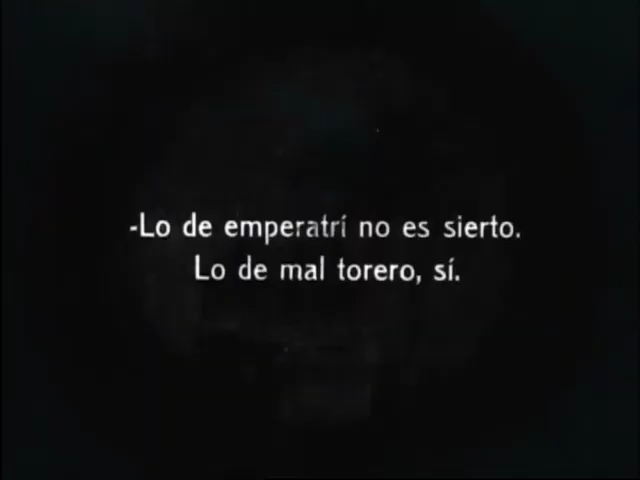 -Lo de emperatrí no es sierto.
Lo de mal torero, sí.